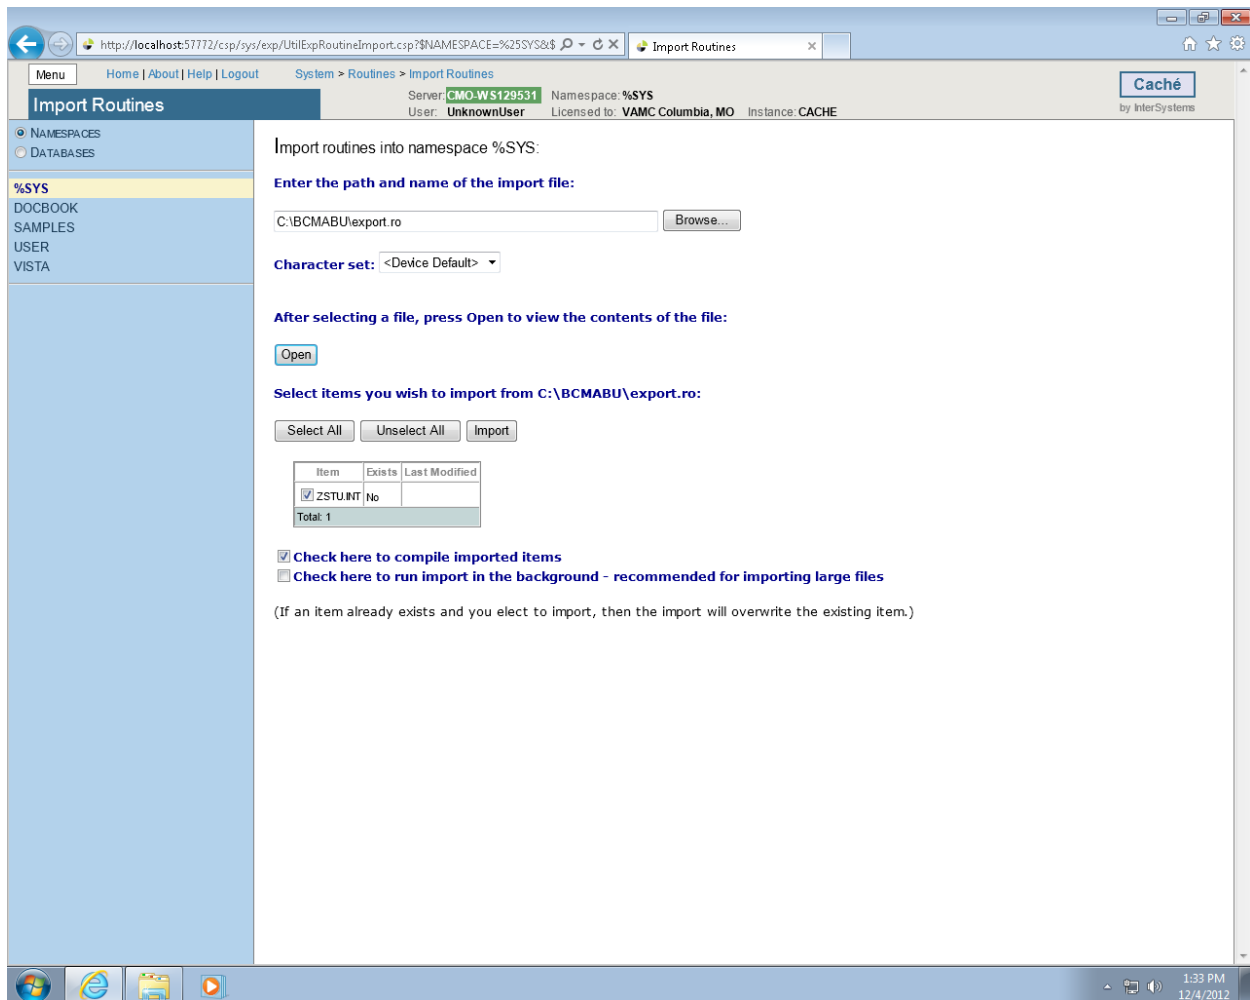 http://localhost:57772/csp/sys/exp/UtilExpRoutineImport.csp?$NAMESPACE=%25SYS&t$
Import Routines
Menu
Home | About | Help | Logout
System > Routines > Import Routines
Server: CMO-WS129531 Namespace: %SYS
User: UnknownUser Licensed to: VAMC Columbia, MO Instance: CACHE
Caché
by InterSystems
Import Routines
NAMESPACES
DATABASES
%SYS
DOCBOOK
SAMPLES
USER
VISTA
Import routines into namespace %SYS:
Enter the path and name of the import file:
C:\BCMABU\export.ro
Browse...
Character set: <Device Default>
After selecting a file, press Open to view the contents of the file:
Open
Select items you wish to import from C:\BCMABU\export.ro:
Select All Unselect All Import
Item Exists Last Modified
ZSTU.INT No
Total: 1
Check here to compile imported items
Check here to run import in the background - recommended for importing large files
(If an item already exists and you elect to import, then the import will overwrite the existing item.)
1:33 PM
12/4/2012